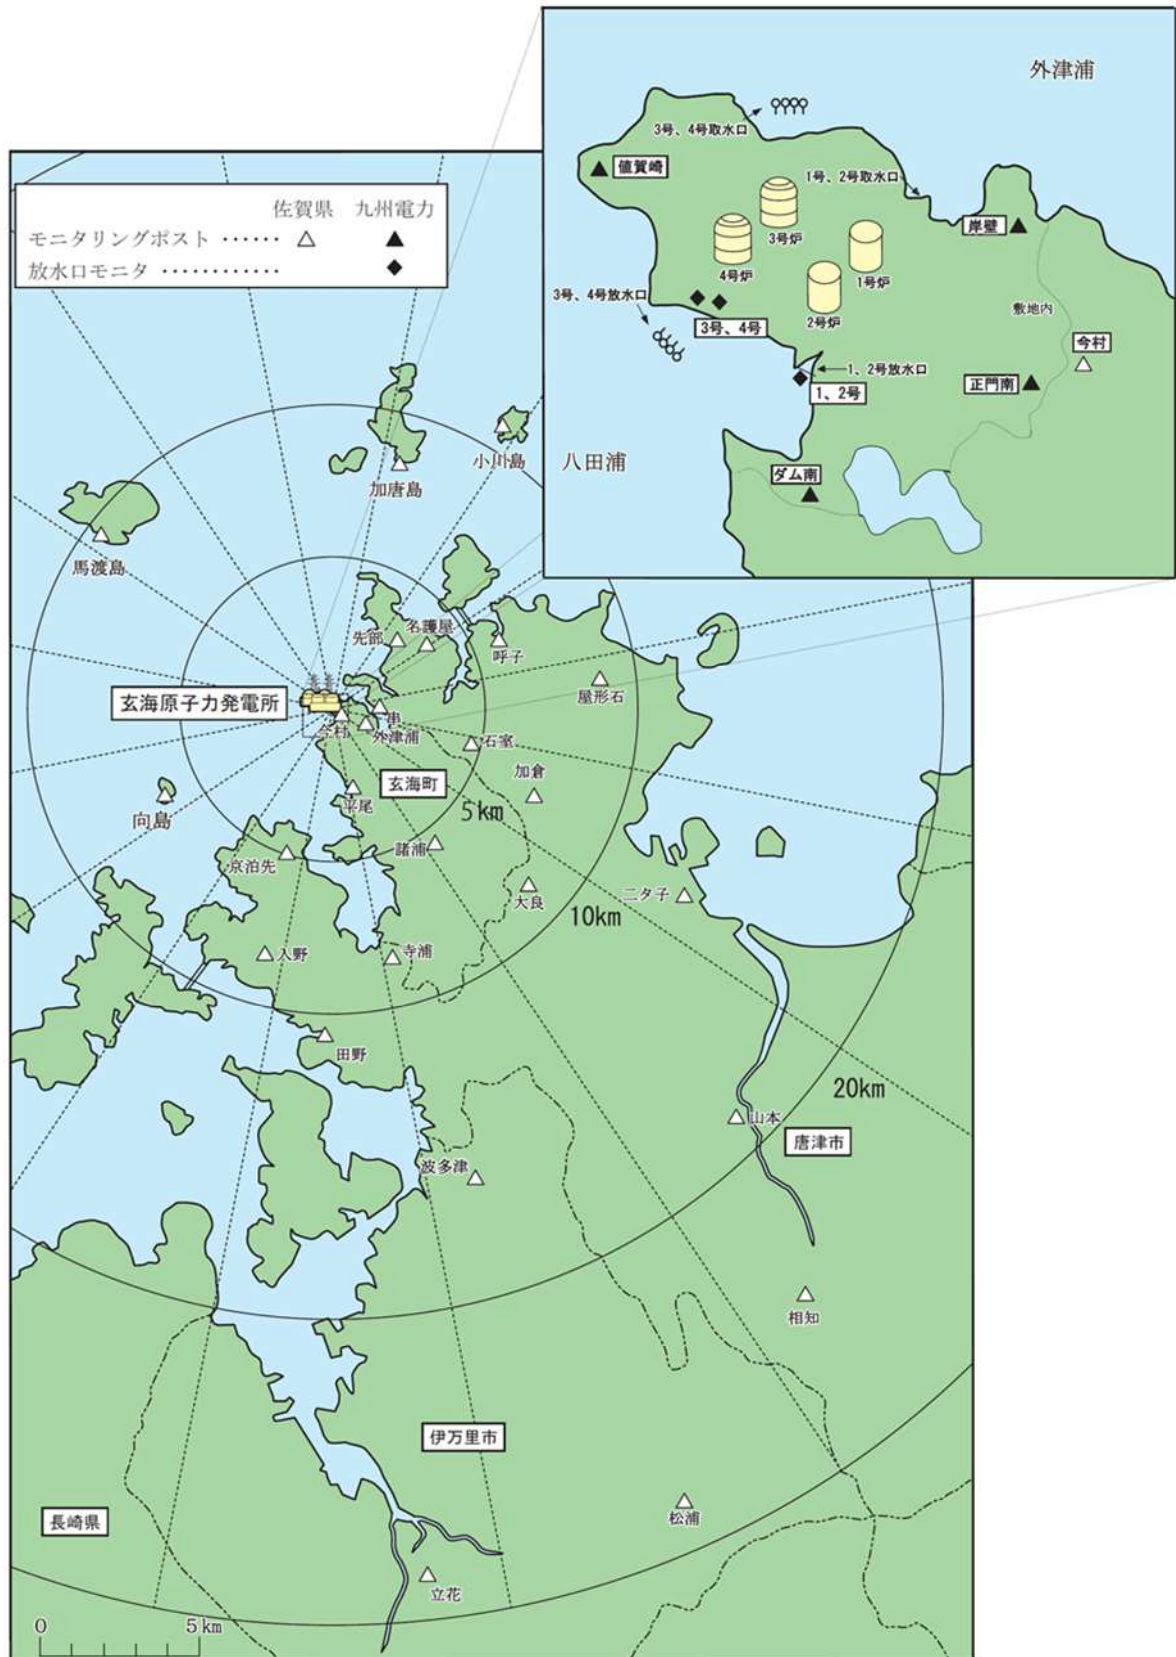 外津浦
3号、4号取水口
値賀崎
1号、2号取水口
3号炉
岸壁
4号炉
1号炉
3号、4号放水口
2号炉
敷地内
3号、4号
今村
1、2号放水口
正門南
1、2号
八田浦
ダム南
佐賀県 九州電力
モニタリングポスト ······ △ ▲
放水口モニタ ············ ◆
小川島
加唐島
馬渡島
先部
名護屋
呼子
屋形石
玄海原子力発電所
串
今村
外津浦
石室
加倉
玄海町
平尾
5km
向島
諸浦
京泊先
大良
二タ子
10km
入野
寺浦
田野
20km
山本
唐津市
波多津
相知
伊万里市
松浦
長崎県
立花
0 5km